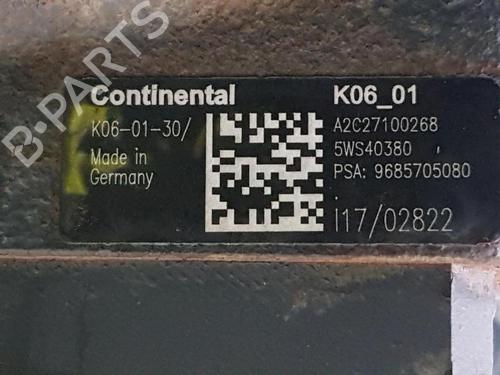 B-PARTS
Continental
K06-01-30/
Made in
Germany
K06_01
A2C27100268
5WS40380
PSA: 9685705080
I17/02822